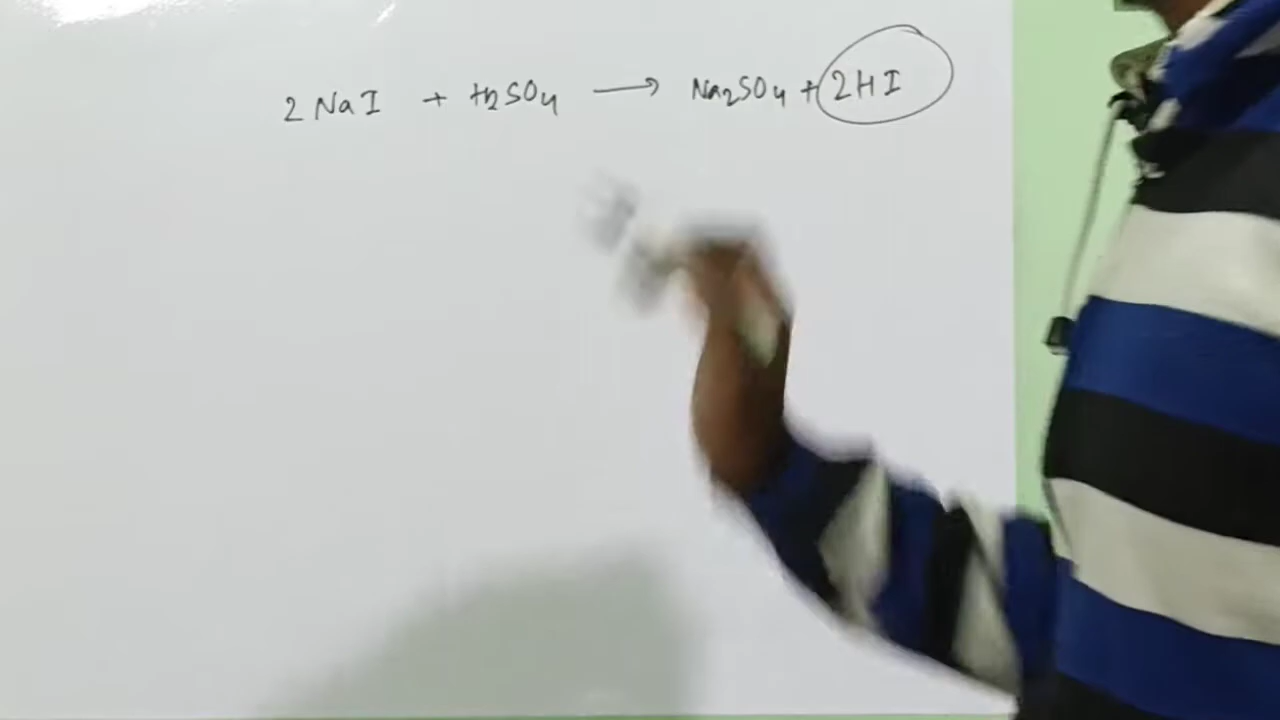 2 NaI + H2SO4 ⟶ Na2SO4 + 2HI